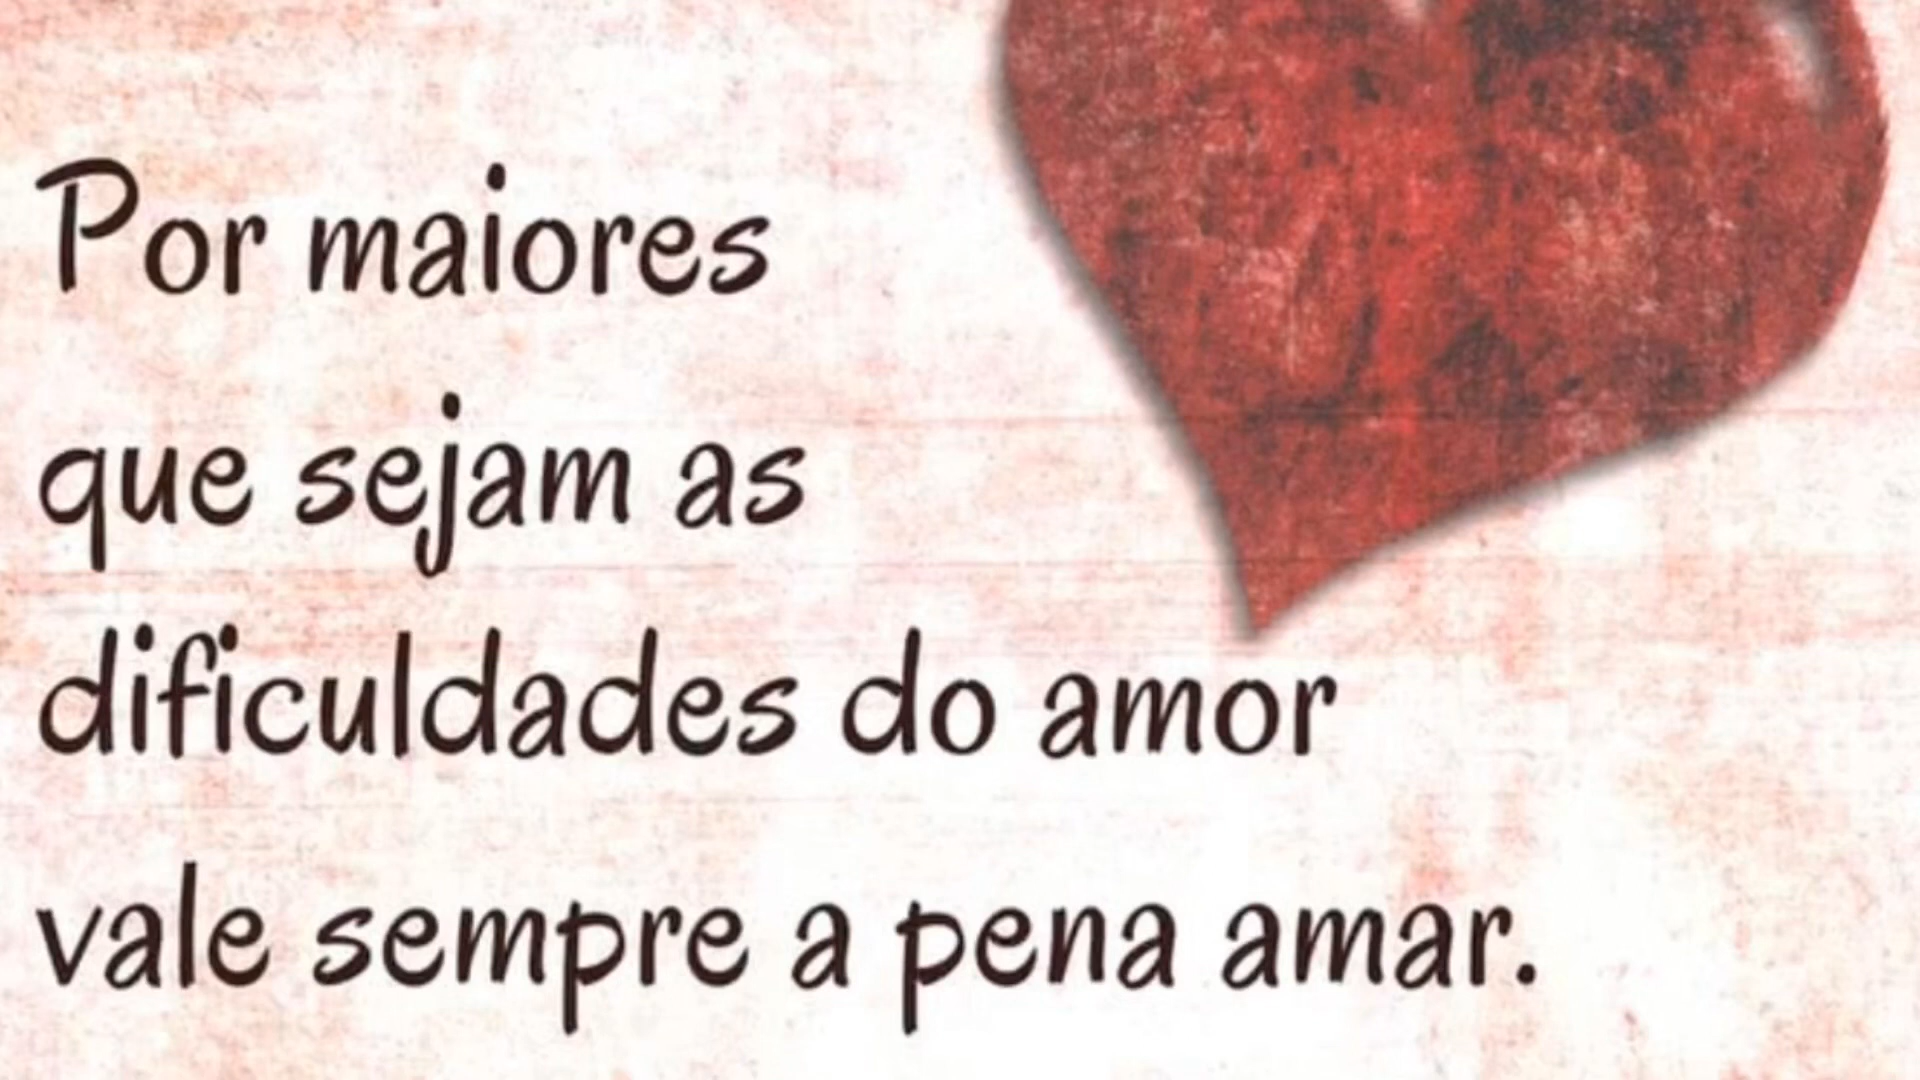 Por maiores
que sejam as
dificuldades do amor
vale sempre a pena amar.